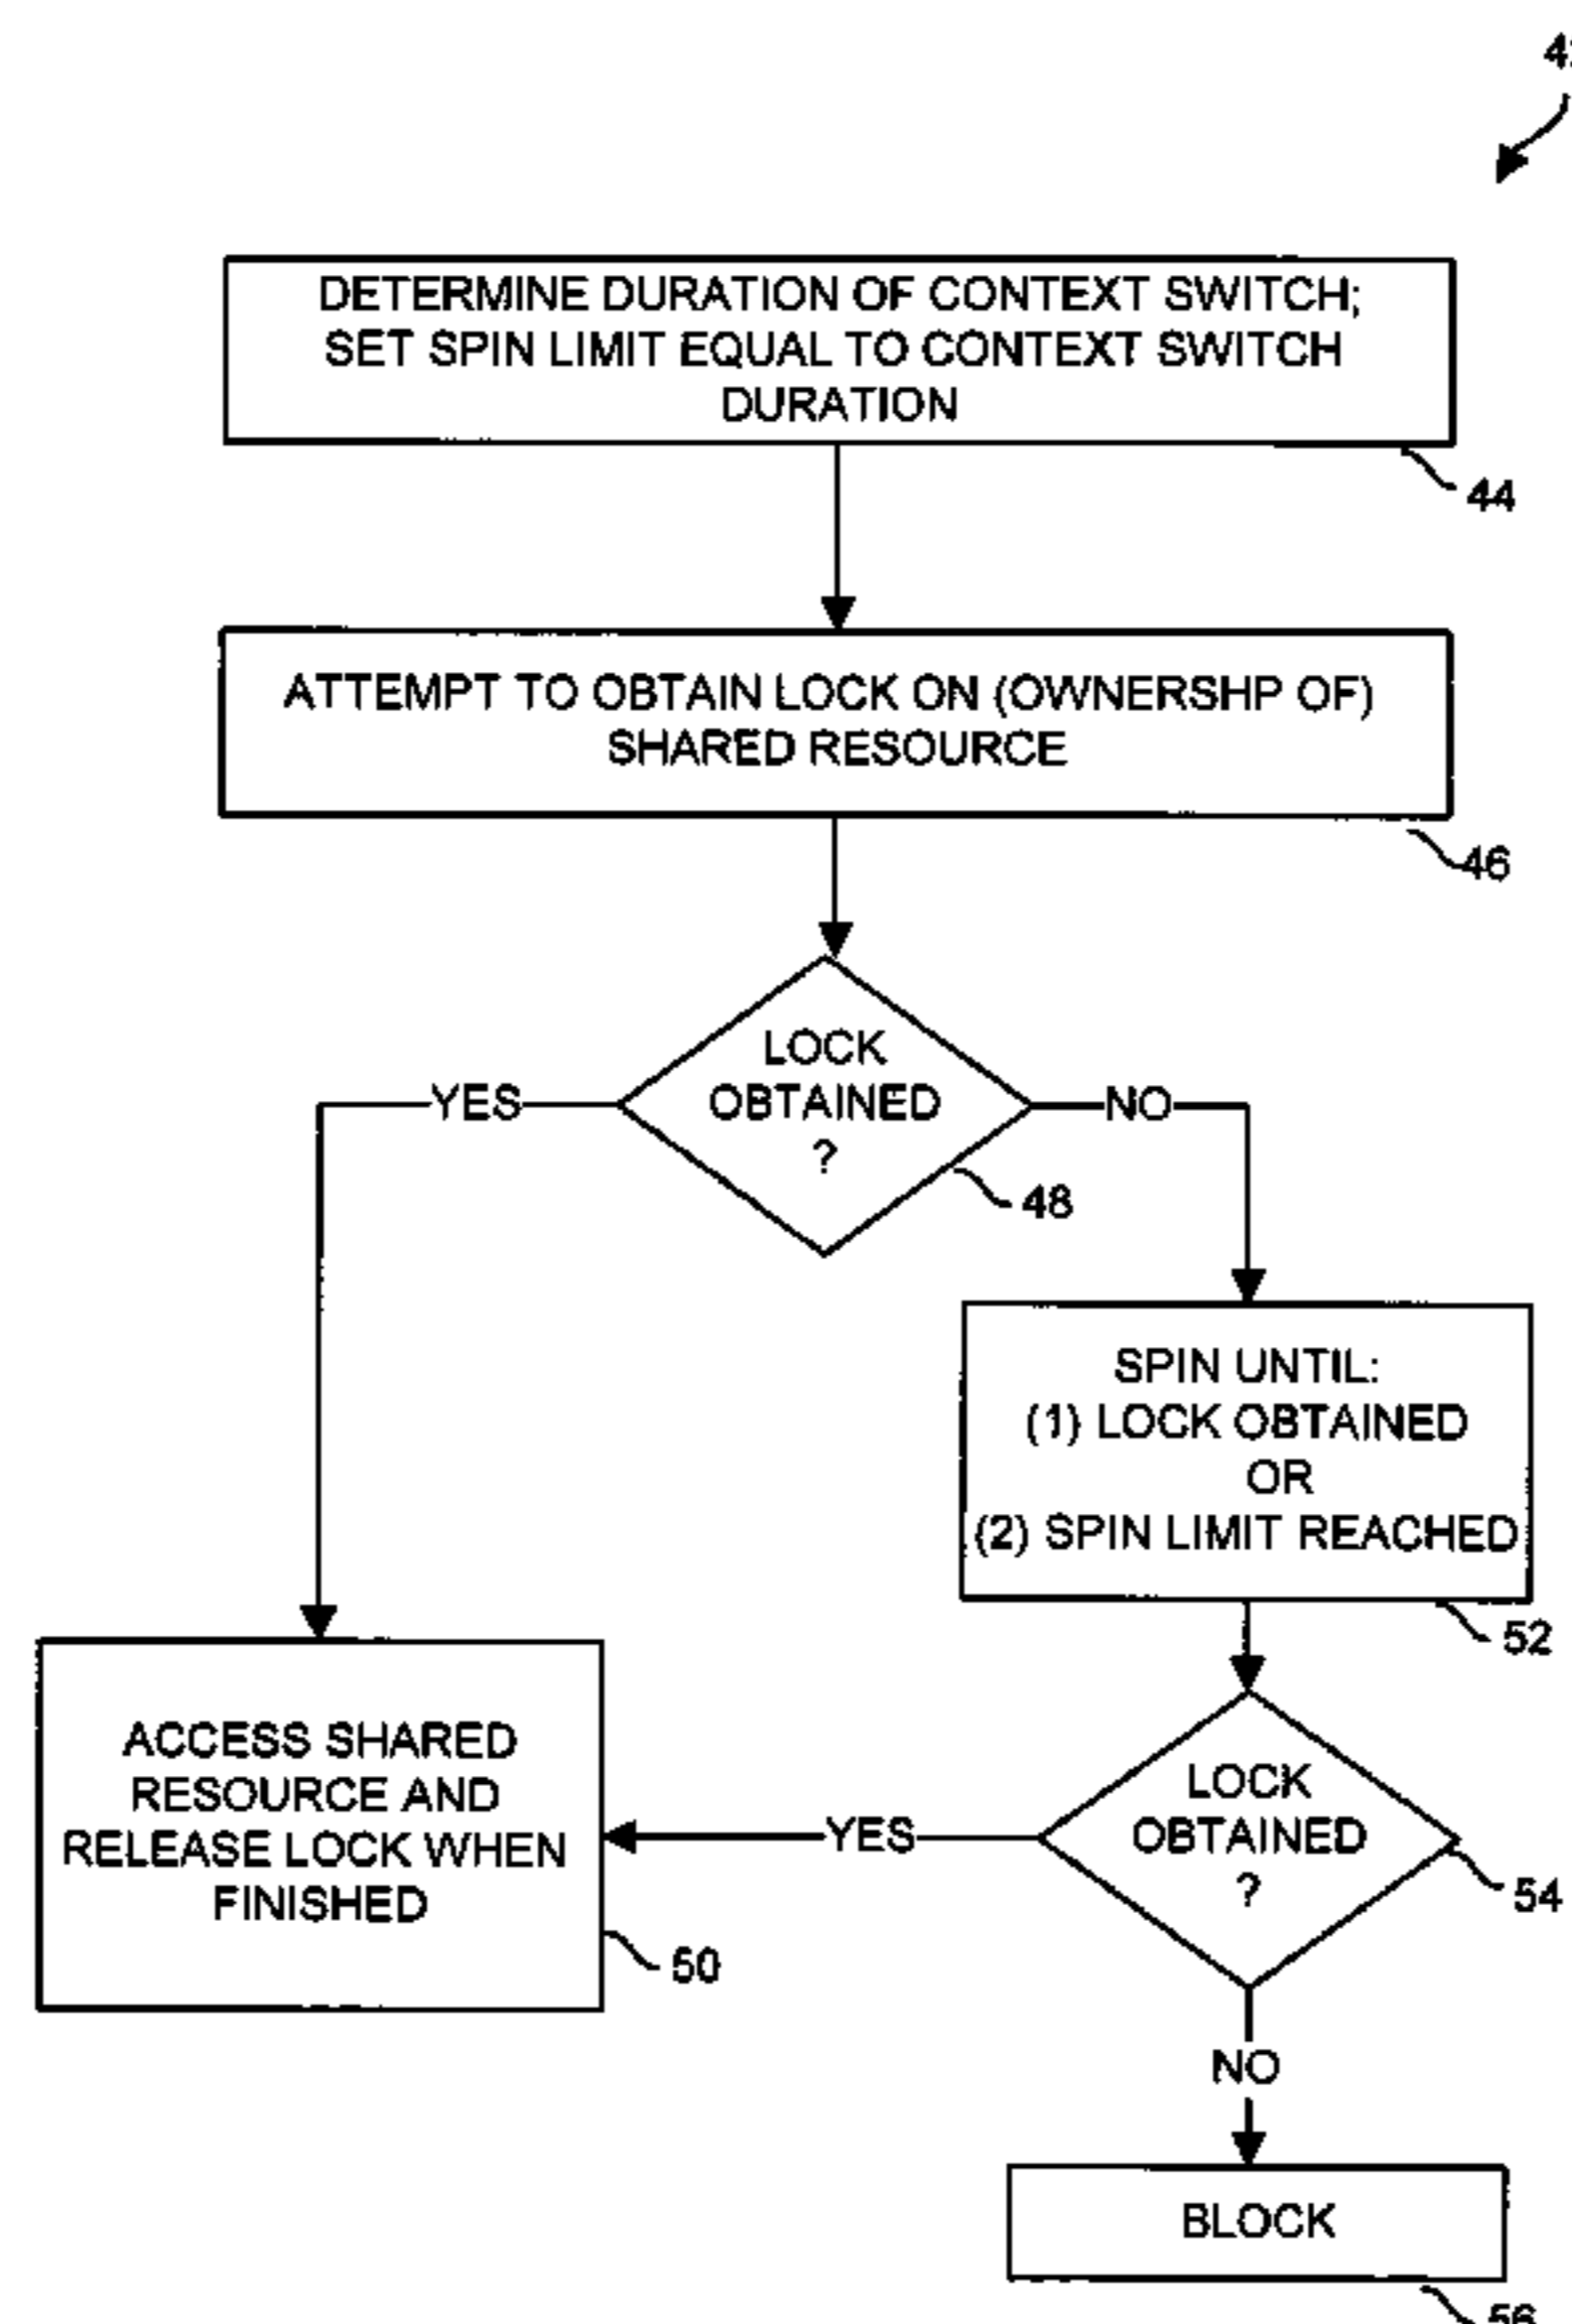 DETERMINE DURATION OF CONTEXT SWITCH;
SET SPIN LIMIT EQUAL TO CONTEXT SWITCH
DURATION
44
ATTEMPT TO OBTAIN LOCK ON (OWNERSHP OF)
SHARED RESOURCE
46
LOCK
OBTAINED
?
YES
NO
48
SPIN UNTIL:
(1) LOCK OBTAINED
OR
(2) SPIN LIMIT REACHED
52
ACCESS SHARED
RESOURCE AND
RELEASE LOCK WHEN
FINISHED
50
YES
LOCK
OBTAINED
?
54
NO
BLOCK
56